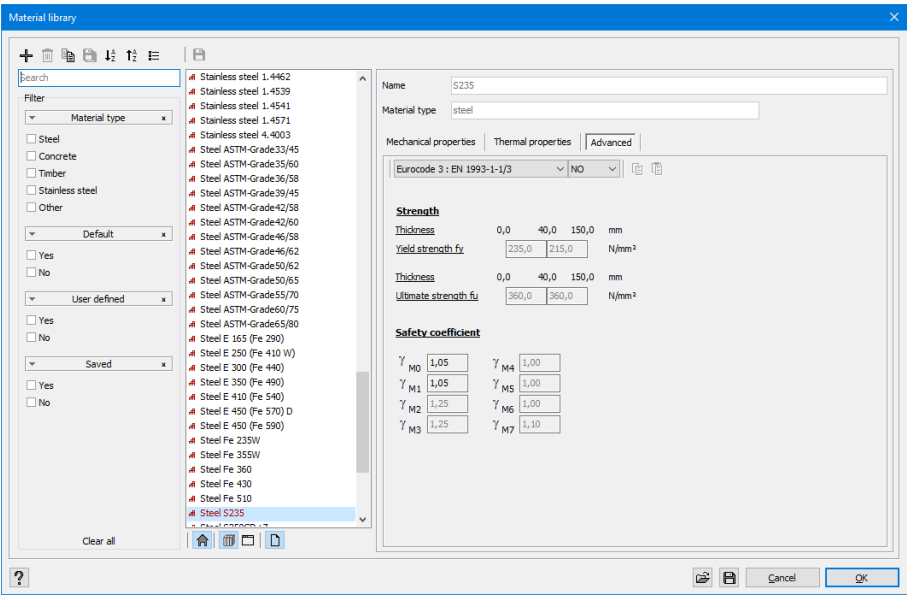 Material library
Search
Filter
Material type x
Steel
Concrete
Timber
Stainless steel
Other
Default x
Yes
No
User defined x
Yes
No
Saved x
Yes
No
Clear all
Stainless steel 1.4462
Stainless steel 1.4539
Stainless steel 1.4541
Stainless steel 1.4571
Stainless steel 4.4003
Steel ASTM-Grade33/45
Steel ASTM-Grade35/60
Steel ASTM-Grade36/58
Steel ASTM-Grade39/45
Steel ASTM-Grade42/58
Steel ASTM-Grade42/60
Steel ASTM-Grade46/58
Steel ASTM-Grade46/62
Steel ASTM-Grade50/62
Steel ASTM-Grade50/65
Steel ASTM-Grade55/70
Steel ASTM-Grade60/75
Steel ASTM-Grade65/80
Steel E 165 (Fe 290)
Steel E 250 (Fe 410 W)
Steel E 300 (Fe 440)
Steel E 350 (Fe 490)
Steel E 410 (Fe 540)
Steel E 450 (Fe 570) D
Steel E 450 (Fe 590)
Steel Fe 235W
Steel Fe 355W
Steel Fe 360
Steel Fe 430
Steel Fe 510
Steel S235
Name S235
Material type steel
Mechanical properties Thermal properties Advanced
Eurocode 3 : EN 1993-1-1/3 NO
Strength
Thickness 0,0 40,0 150,0 mm
Yield strength fy 235,0 215,0 N/mm²
Thickness 0,0 40,0 150,0 mm
Ultimate strength fu 360,0 360,0 N/mm²
Safety coefficient
γ M0 1,05 γ M4 1,00
γ M1 1,05 γ M5 1,00
γ M2 1,25 γ M6 1,00
γ M3 1,25 γ M7 1,10
? Cancel OK